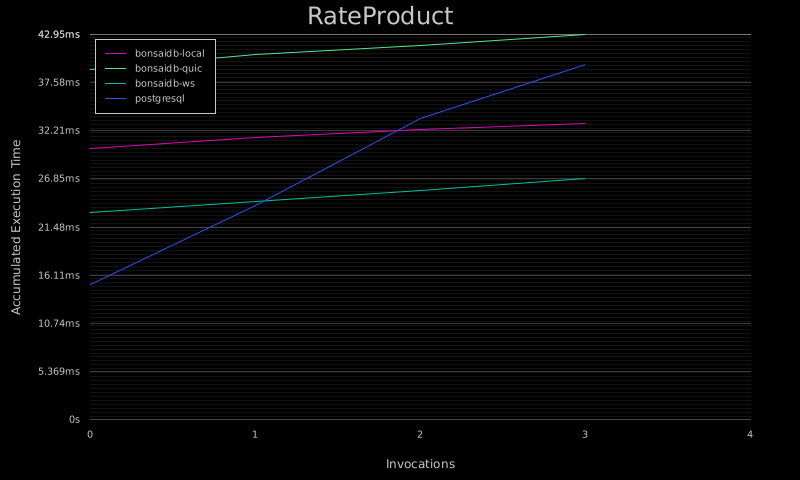 RateProduct
42.95ms
37.58ms
32.21ms
26.85ms
21.48ms
16.11ms
10.74ms
5.369ms
0s
bonsaidb-local
bonsaidb-quic
bonsaidb-ws
postgresql
Accumulated Execution Time
0 1 2 3 4
Invocations